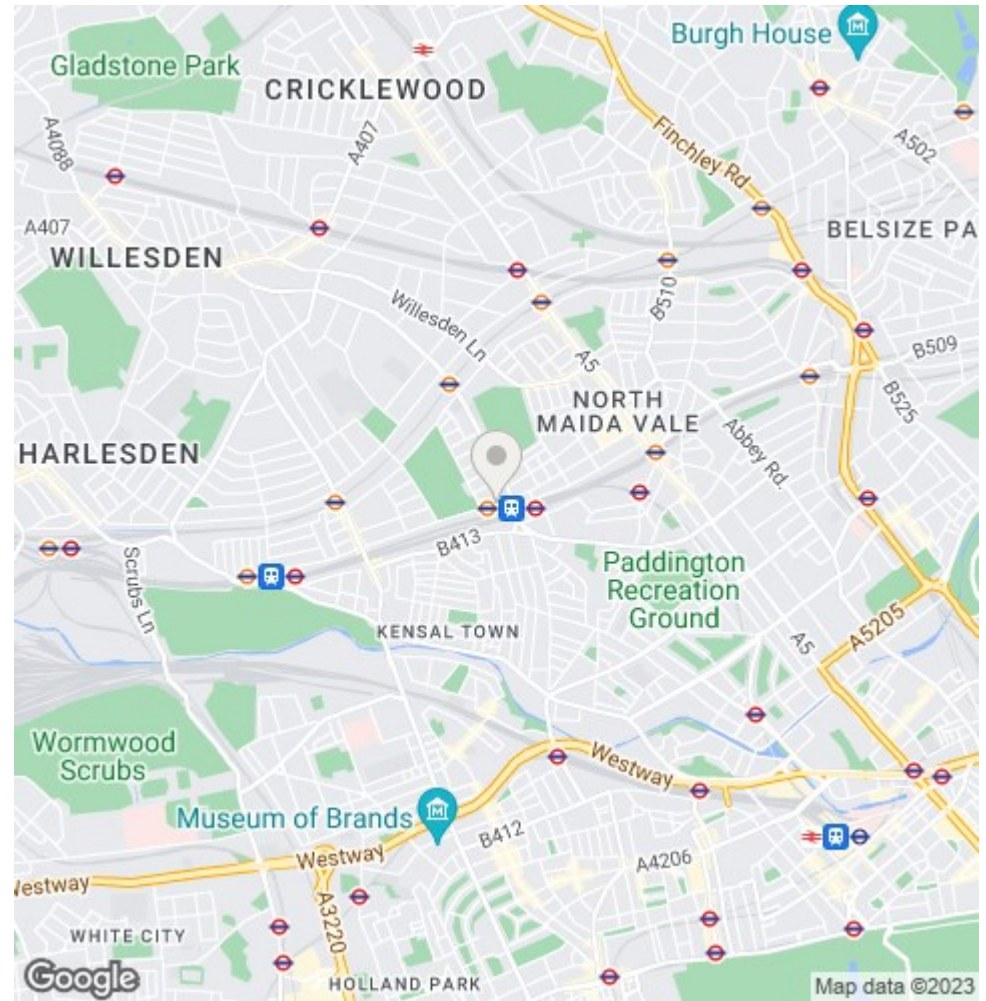 Burgh House
Gladstone Park
CRICKLEWOOD
A4088
A407
Finchley Rd
A502
A407
WILLESDEN
BELSIZE PA
B510
Willesden Ln
A5
B509
NORTH
MAIDA VALE
B525
Abbey Rd.
HARLESDEN
B413
Scrubs Ln
Paddington
Recreation
Ground
KENSAL TOWN
A5
A5205
Wormwood
Scrubs
Westway
Museum of Brands
B412
Westway
A4206
Westway
A3220
WHITE CITY
HOLLAND PARK
Google
Map data ©2023